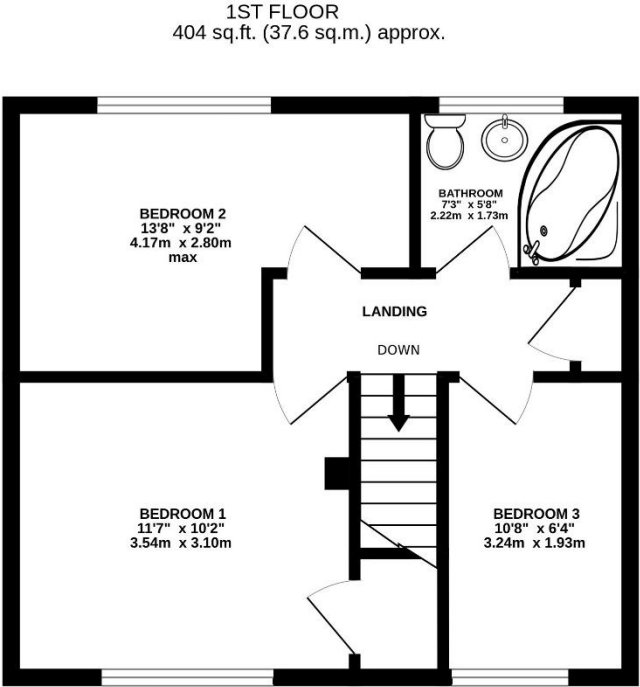 1ST FLOOR
404 sq.ft. (37.6 sq.m.) approx.
BEDROOM 2
13'8" x 9'2"
4.17m x 2.80m
max
BATHROOM
7'3" x 5'8"
2.22m x 1.73m
LANDING
DOWN
BEDROOM 1
11'7" x 10'2"
3.54m x 3.10m
BEDROOM 3
10'8" x 6'4"
3.24m x 1.93m